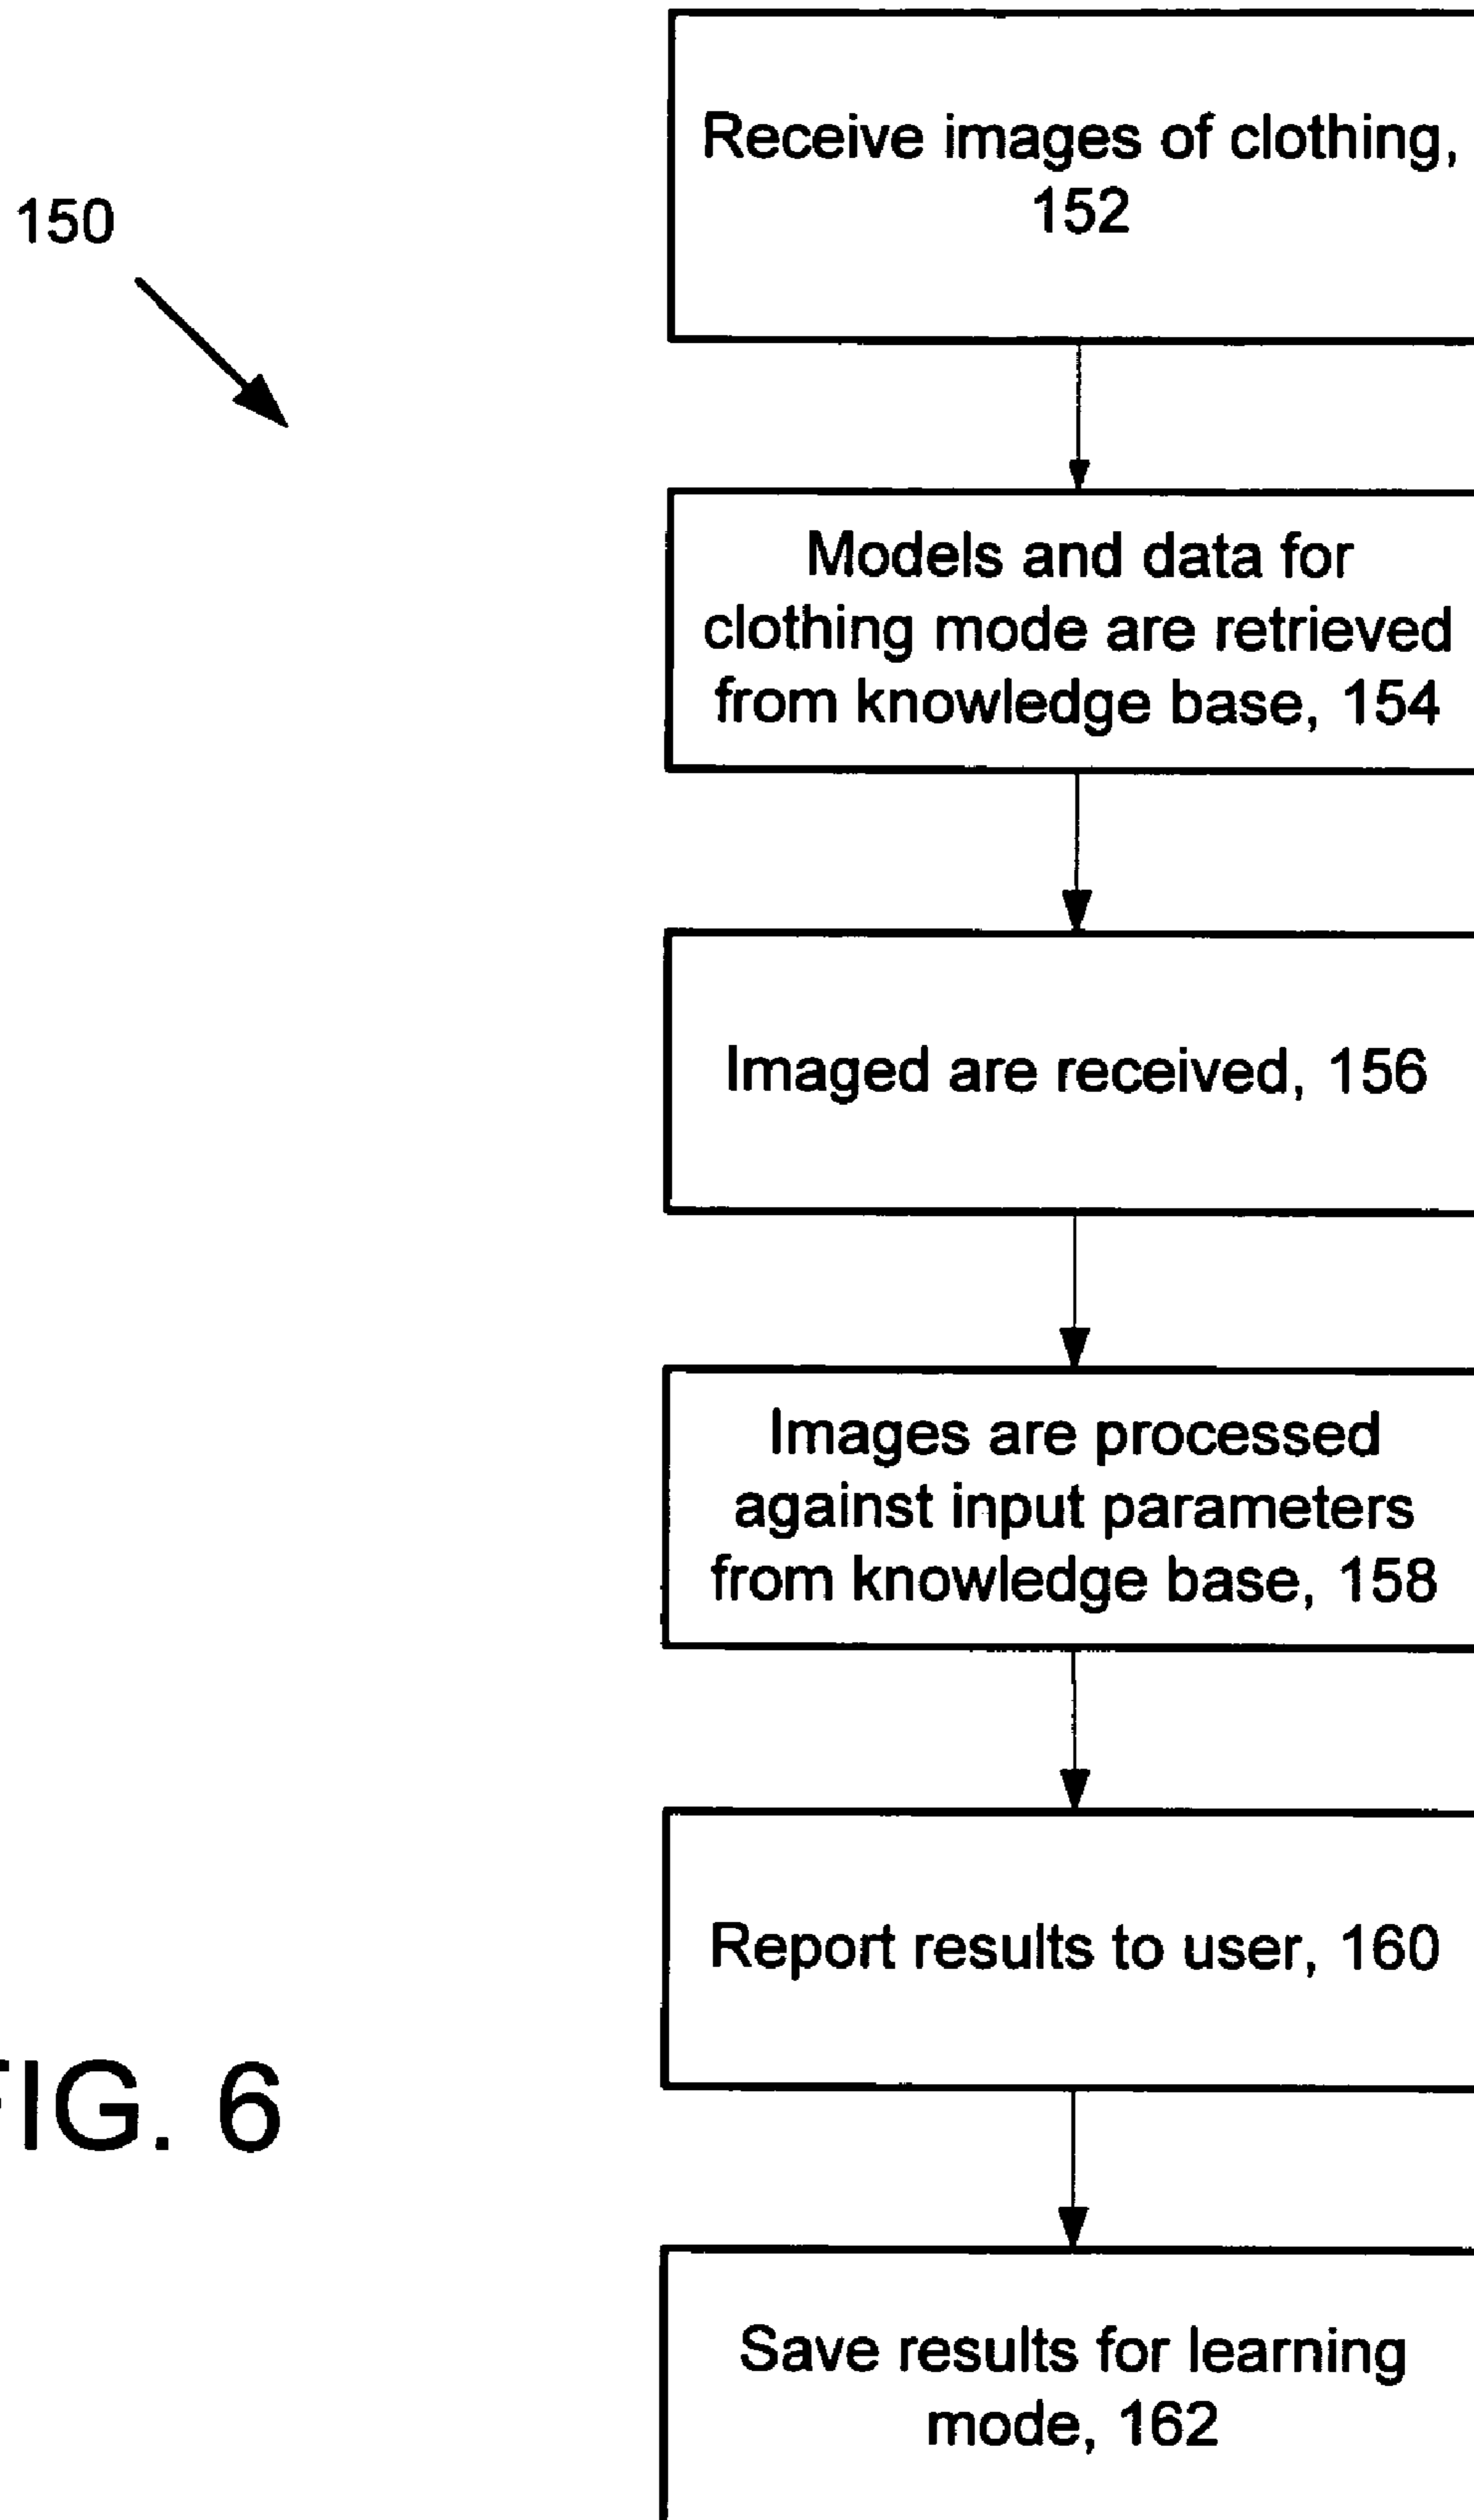 150
Receive images of clothing,
152
Models and data for
clothing mode are retrieved
from knowledge base, 154
Imaged are received, 156
Images are processed
against input parameters
from knowledge base, 158
Report results to user, 160
FIG. 6
Save results for learning
mode, 162